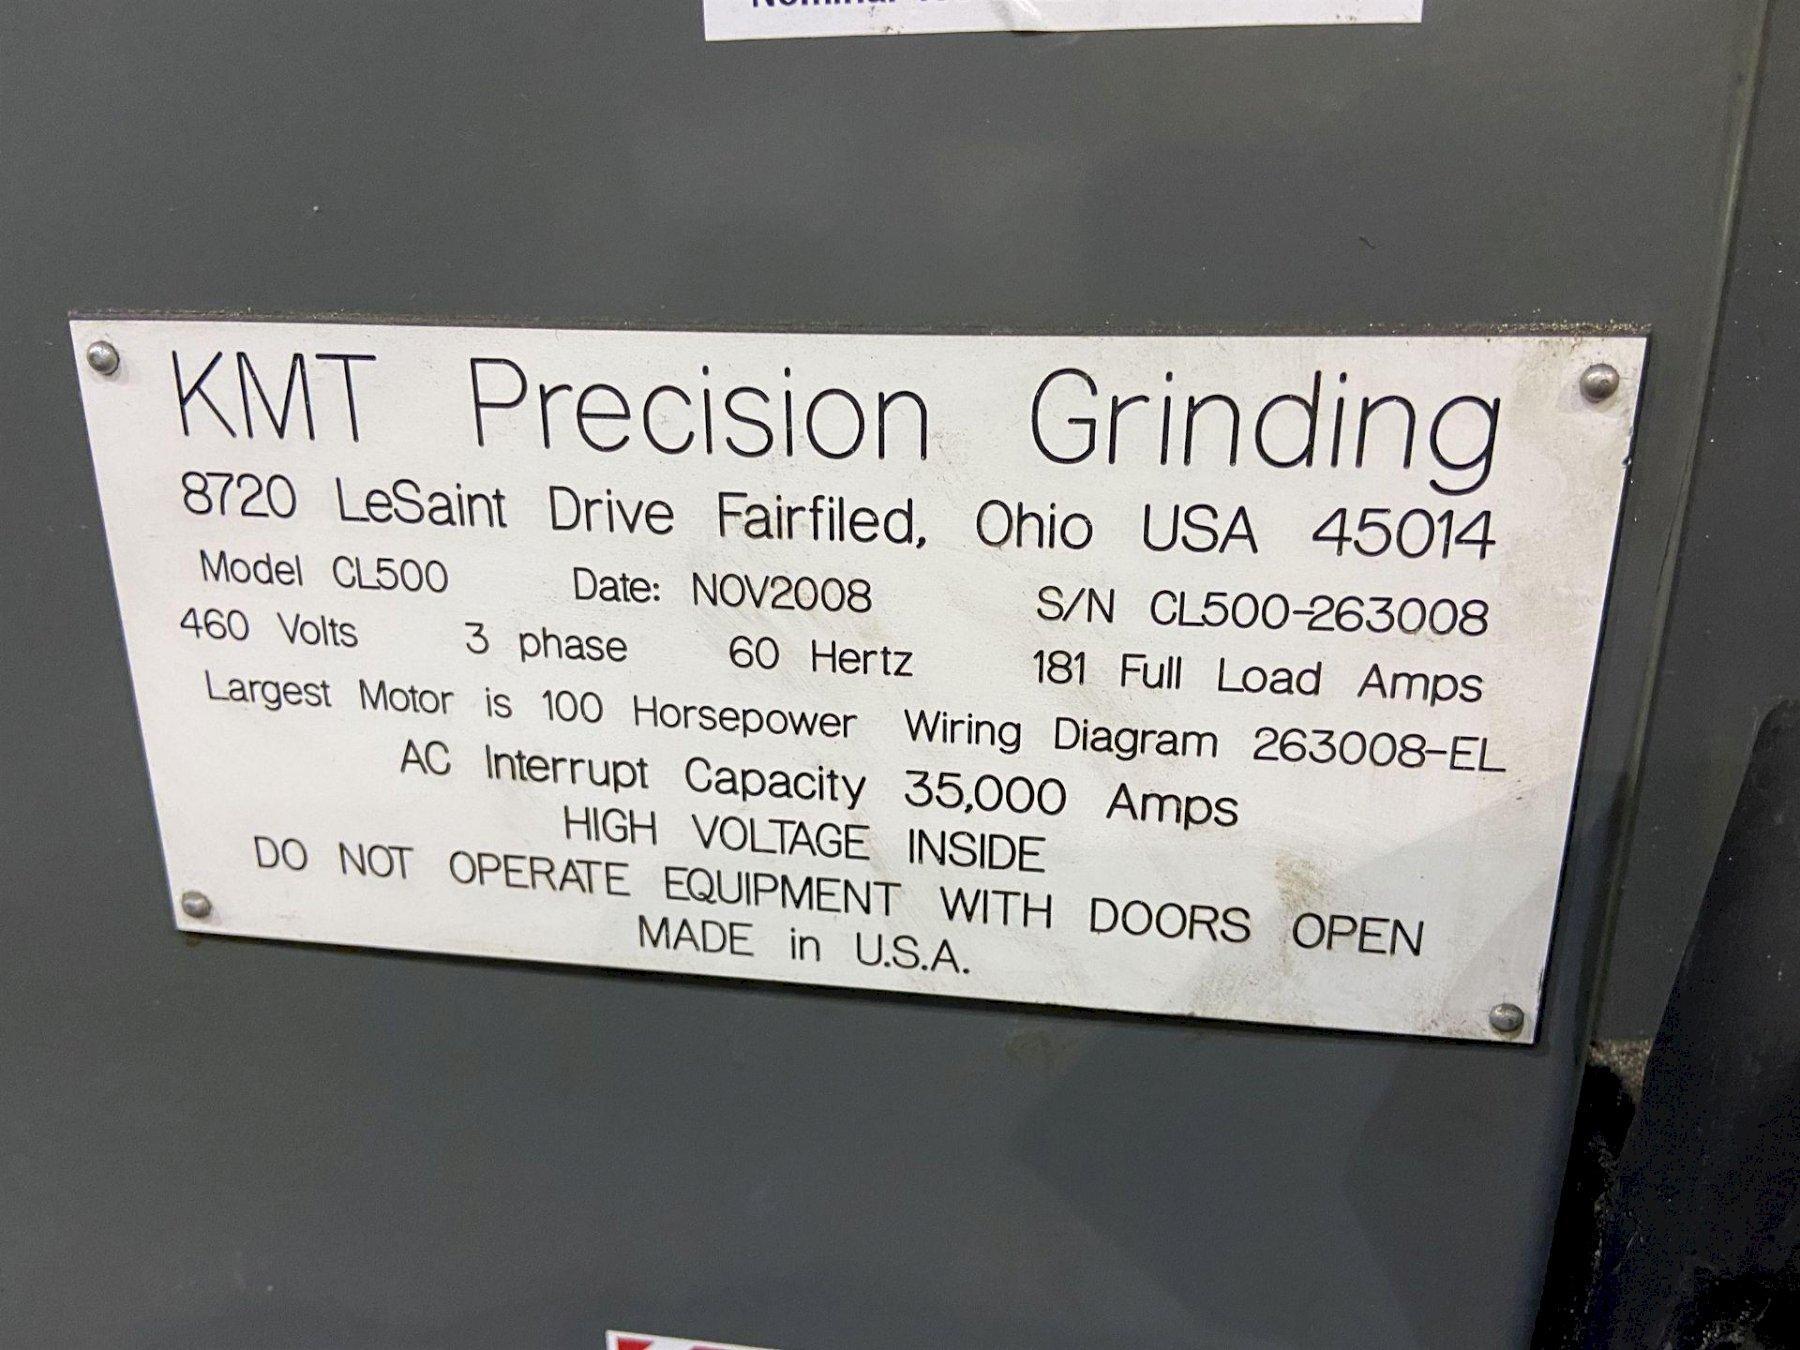 KMT Precision Grinding
8720 LeSaint Drive Fairfiled, Ohio USA 45014
Model CL500 Date: NOV2008 S/N CL500-263008
460 Volts 3 phase 60 Hertz 181 Full Load Amps
Largest Motor is 100 Horsepower Wiring Diagram 263008-EL
AC Interrupt Capacity 35,000 Amps
HIGH VOLTAGE INSIDE
DO NOT OPERATE EQUIPMENT WITH DOORS OPEN
MADE in U.S.A.